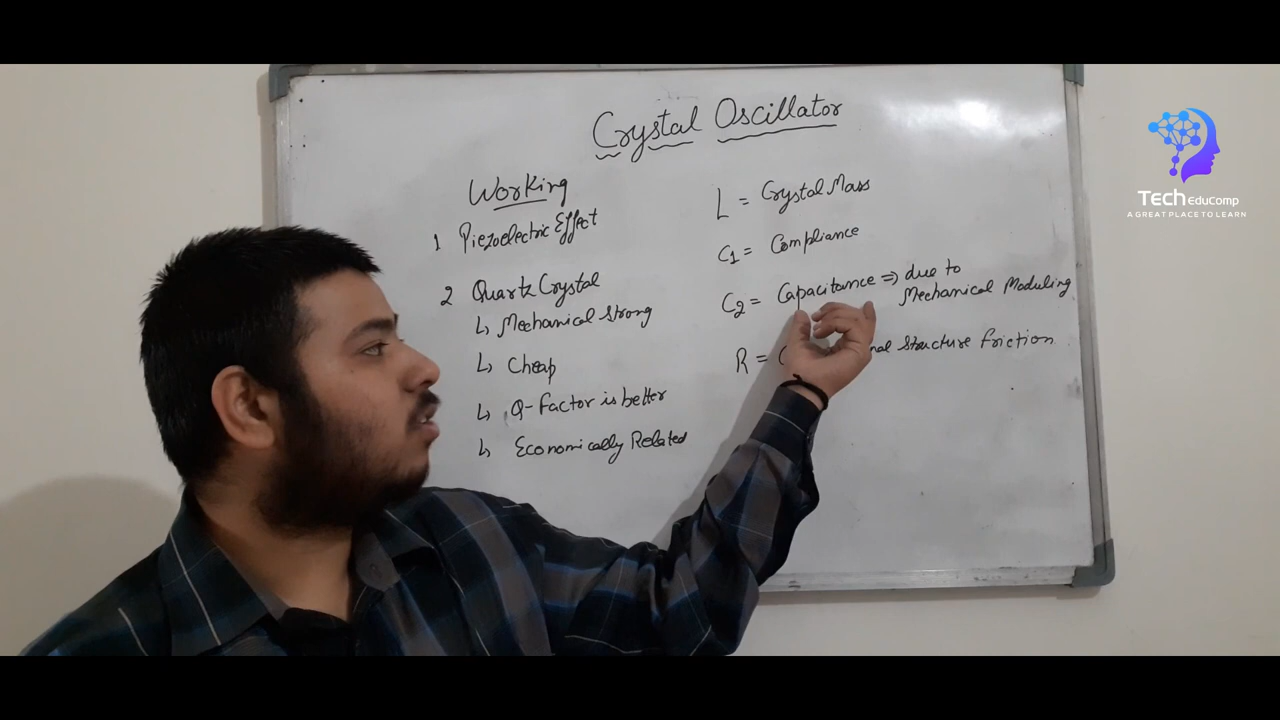 Crystal Oscillator
Working
1 Piezoelectric Effect
2 Quartz Crystal
↳ Mechanical strong
↳ Cheap
↳ Q-Factor is better
↳ Economically Related
L = Crystal Mass
C1 = Compliance
C2 = Capacitance => due to
Mechanical Moduling
R = Structure Friction
Tech EduComp
A GREAT PLACE TO LEARN